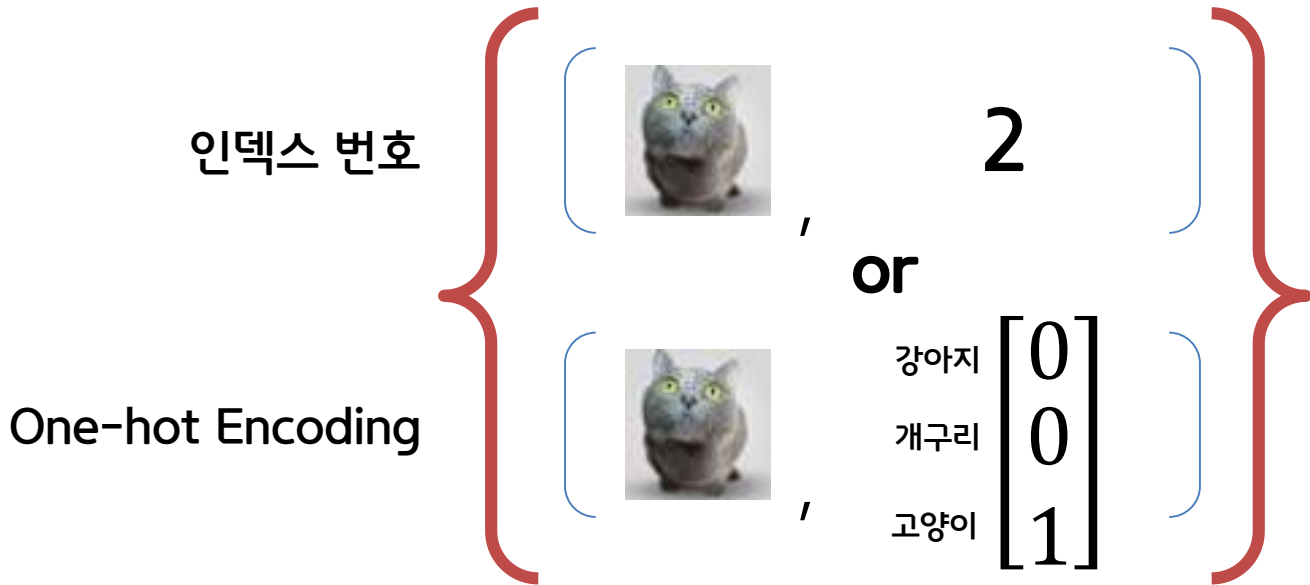 인덱스 번호
,
2
or
One-hot Encoding
,
강아지 0
개구리 0
고양이 1